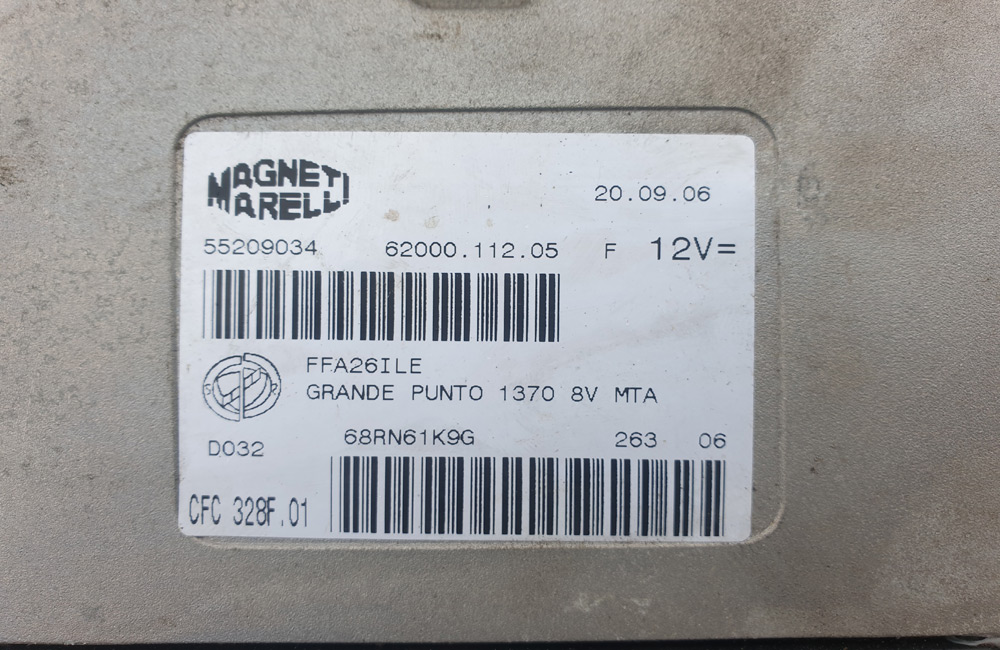 MAGNETI
MARELLI
20.09.06
55209034 62000.112.05 F 12V=
FFA26ILE
GRANDE PUNTO 1370 8V MTA
D032 68RN61K9G 263 06
CFC 328F.01